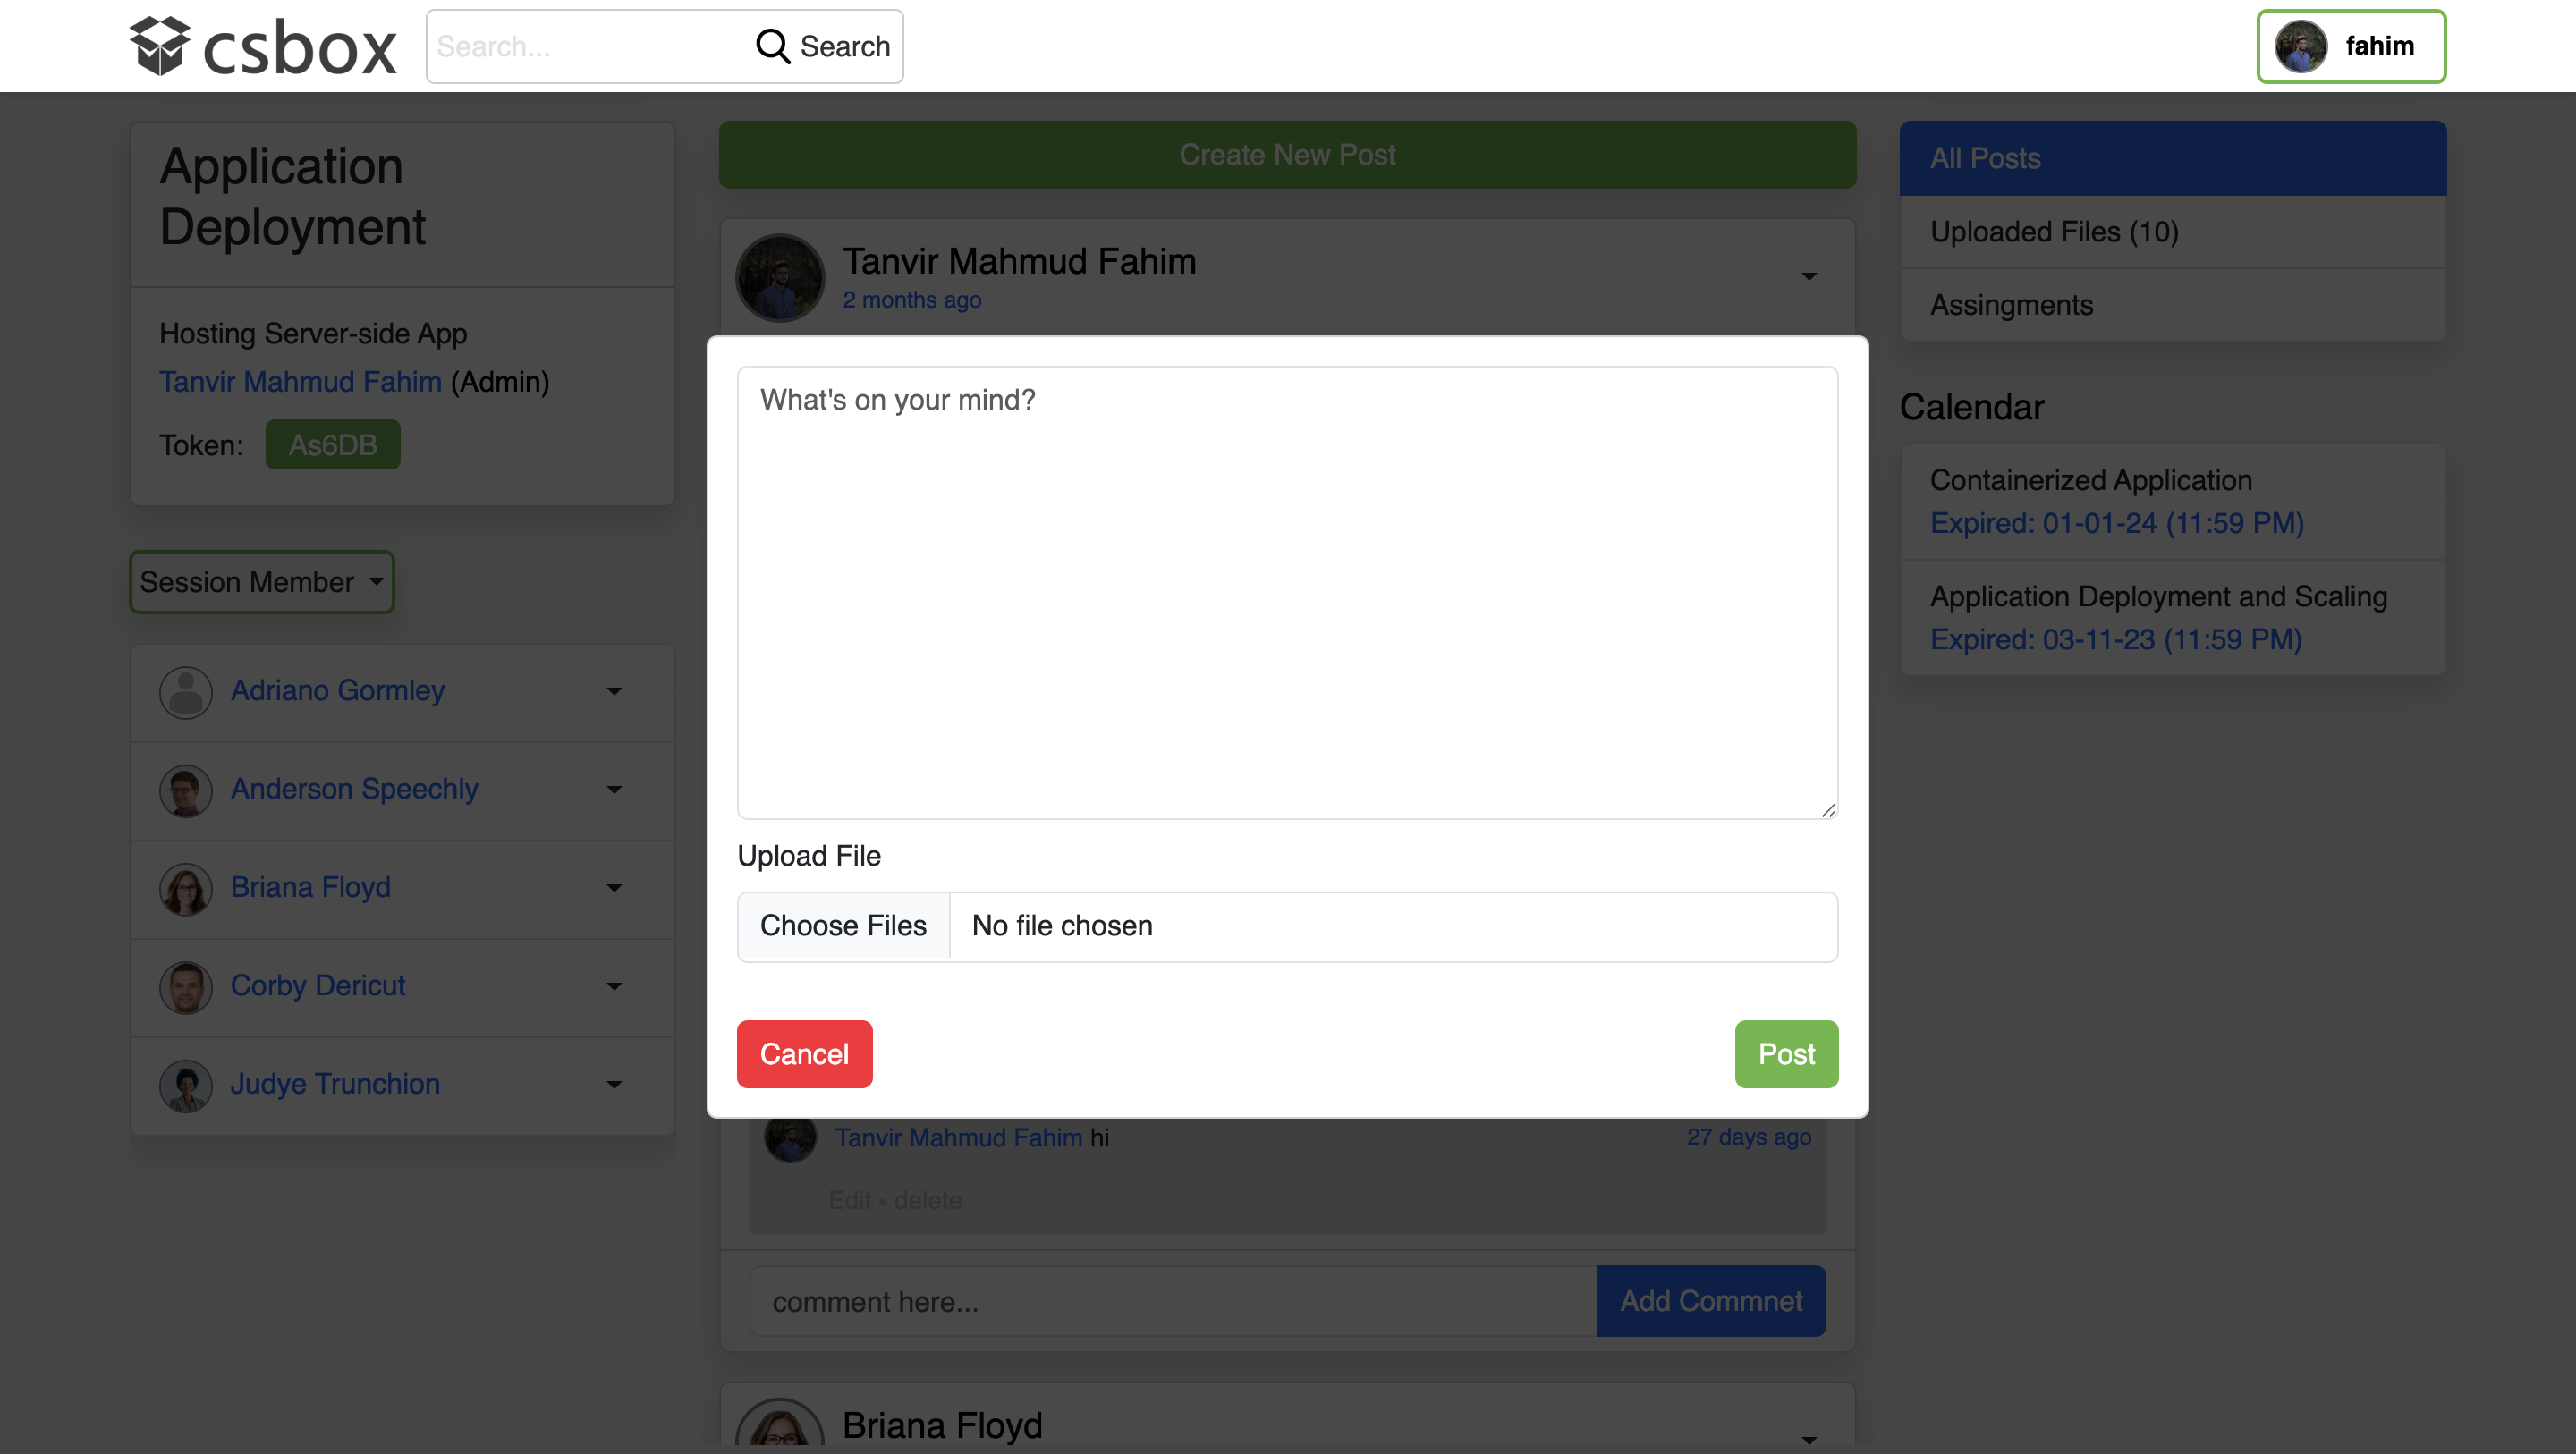 csbox
Search...
Search
fahim
Application
Deployment
Hosting Server-side App
Tanvir Mahmud Fahim (Admin)
Token: As6DB
Session Member
Adriano Gormley
Anderson Speechly
Briana Floyd
Corby Dericut
Judye Trunchion
Create New Post
Tanvir Mahmud Fahim
2 months ago
What's on your mind?
Upload File
Choose Files No file chosen
Cancel
Post
Tanvir Mahmud Fahim hi
27 days ago
Edit • delete
comment here...
Add Commnet
Briana Floyd
All Posts
Uploaded Files (10)
Assingments
Calendar
Containerized Application
Expired: 01-01-24 (11:59 PM)
Application Deployment and Scaling
Expired: 03-11-23 (11:59 PM)